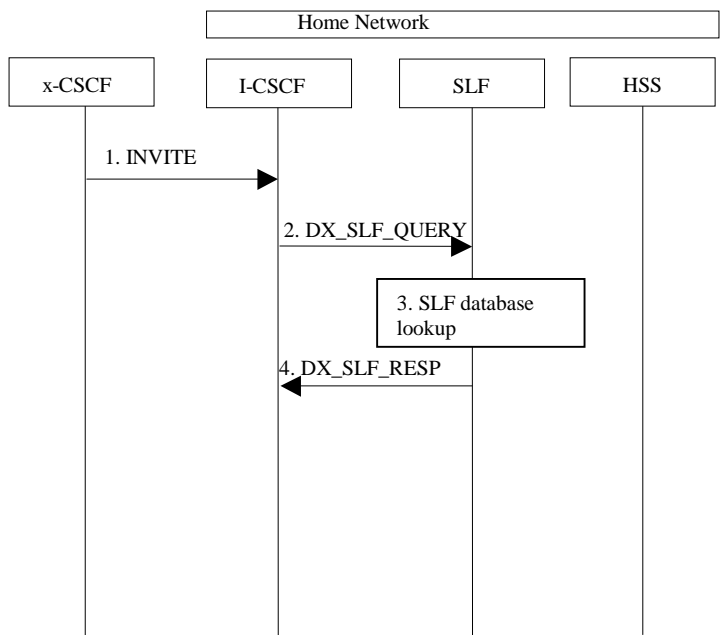 Home Network
x-CSCF
I-CSCF
SLF
HSS
1. INVITE
2. DX_SLF_QUERY
3. SLF database
lookup
4. DX_SLF_RESP